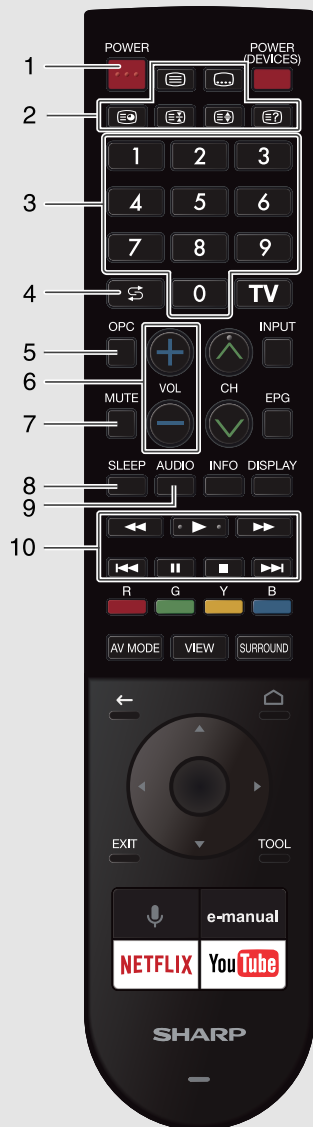 POWER
POWER
(DEVICES)
1
2
?
3
1 2 3
4 5 6
7 8 9
4
0 TV
OPC
INPUT
5
6
VOL
CH
MUTE
EPG
7
SLEEP AUDIO INFO DISPLAY
8
9
10
R G Y B
AV MODE VIEW SURROUND
EXIT
TOOL
e-manual
NETFLIX YouTube
SHARP